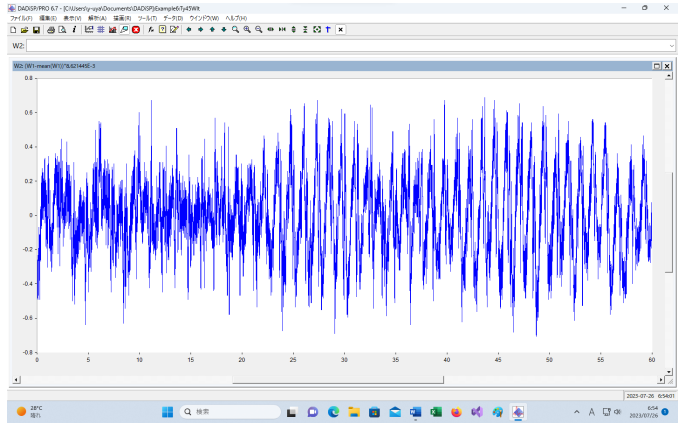 DADiSP/PRO 6.7 - [C:\Users\y-uya\Documents\DADiSP\Example6:Ty45Wlt
ファイル(F) 編集(E) 表示(V) 解析(A) 描画(R) ツール(T) データ(D) ウインドウ(W) ヘルプ(H)
W2:
W2: (W1-mean(W1))*8.621445E-3
0.8
0.6
0.4
0.2
0
-0.2
-0.4
-0.6
-0.8
0 5 10 15 20 25 30 35 40 45 50 55 60
2023-07-26 6:54:01
28°C
晴れ
検索
A
6:54
2023/07/26